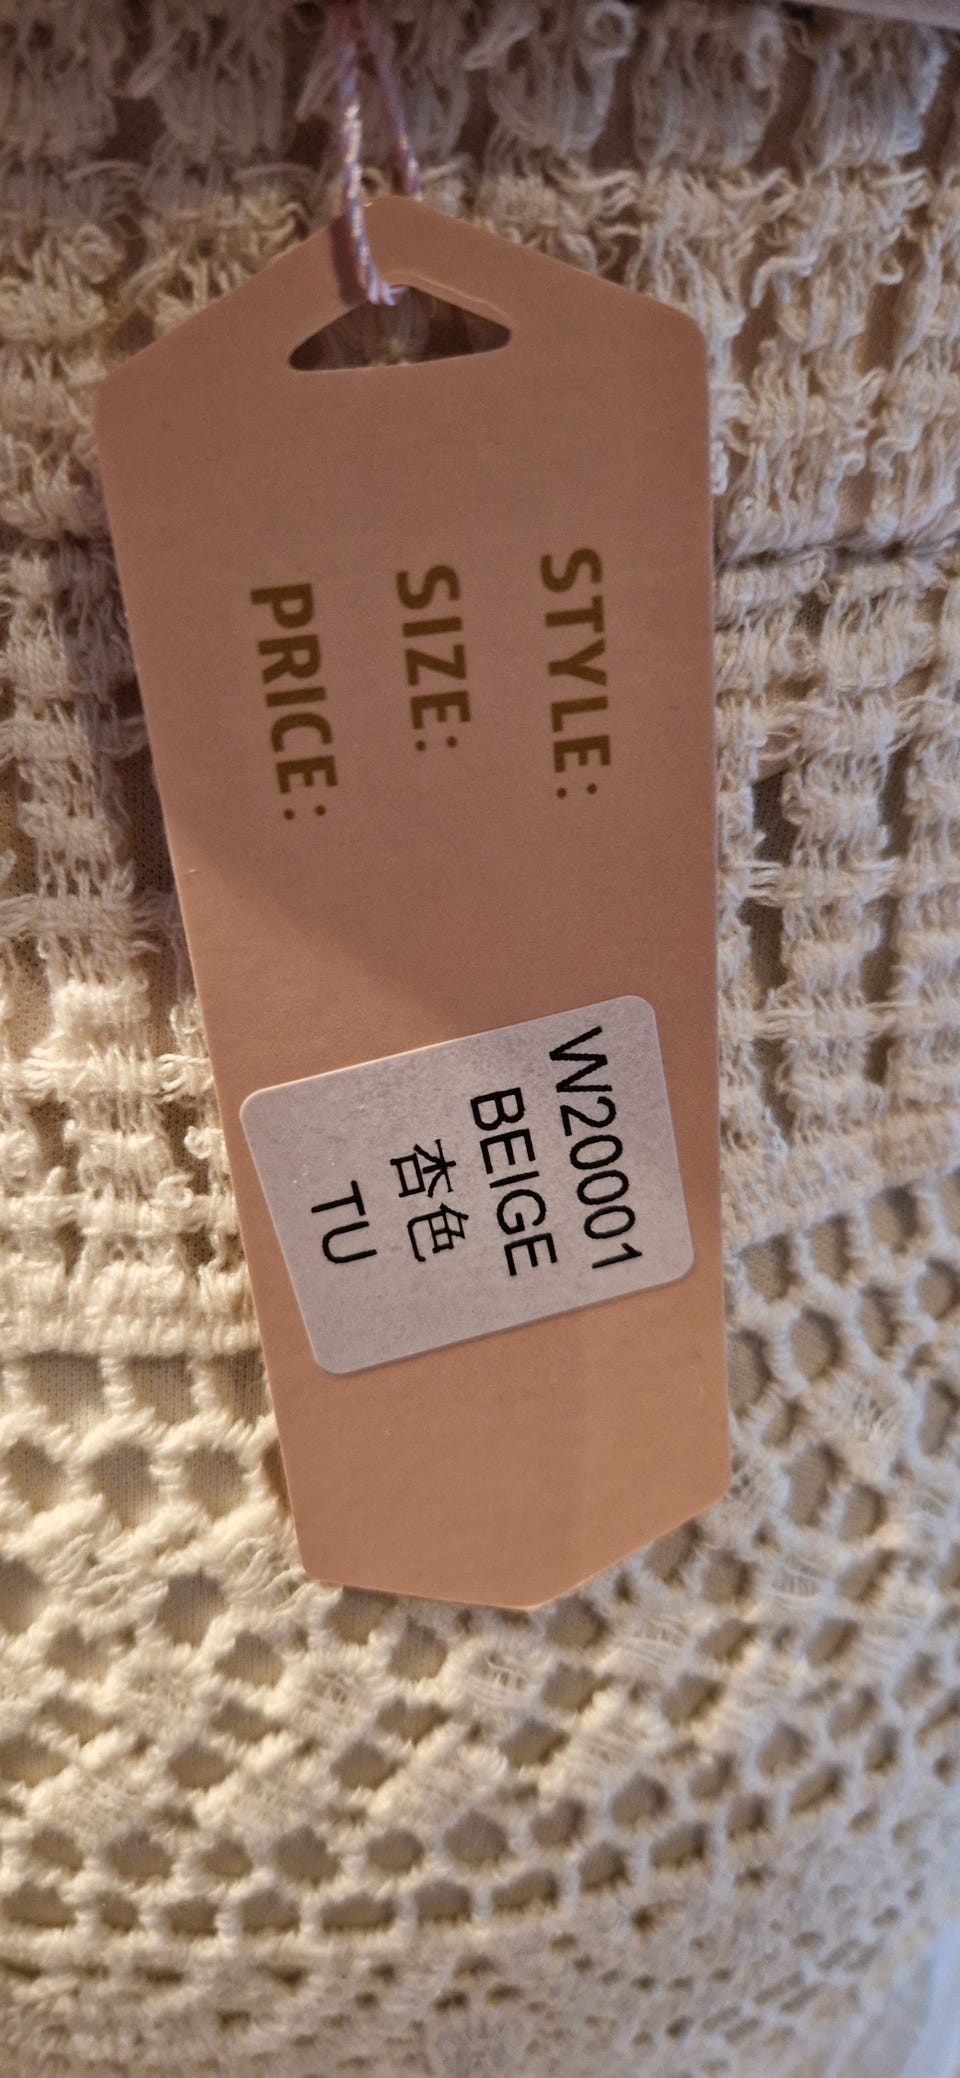 STYLE:
SIZE:
PRICE:
W20001
BEIGE
杏色
TU